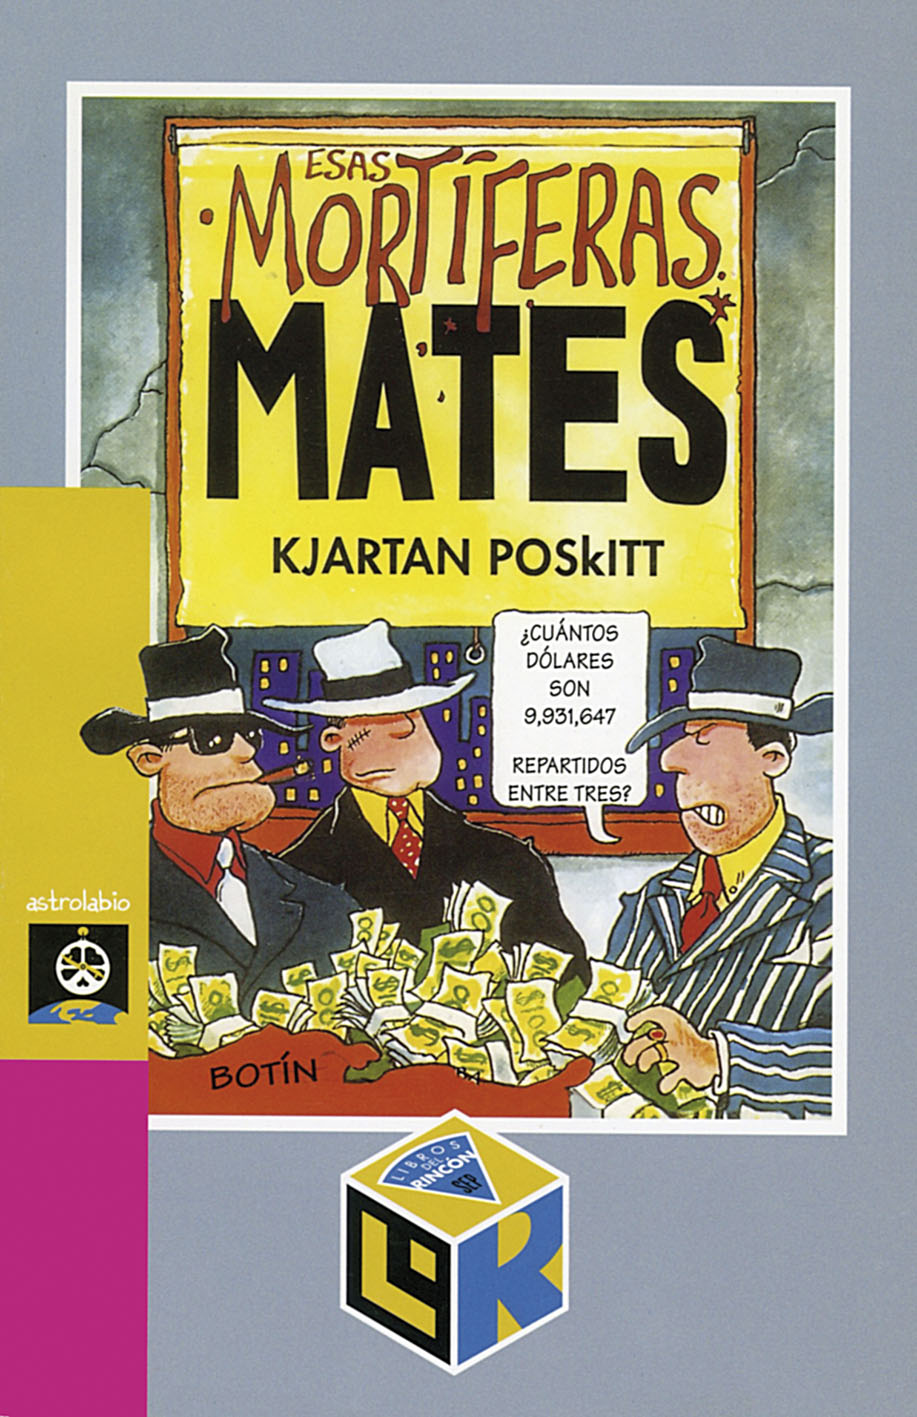 ESAS
MORTÍFERAS
MATES
KJARTAN POSkITT
¿CUÁNTOS
DÓLARES
SON
9,931,647
REPARTIDOS
ENTRE TRES?
astrolabio
BOTÍN
LIBROS
DEL
RINCÓN
SEP
L
R